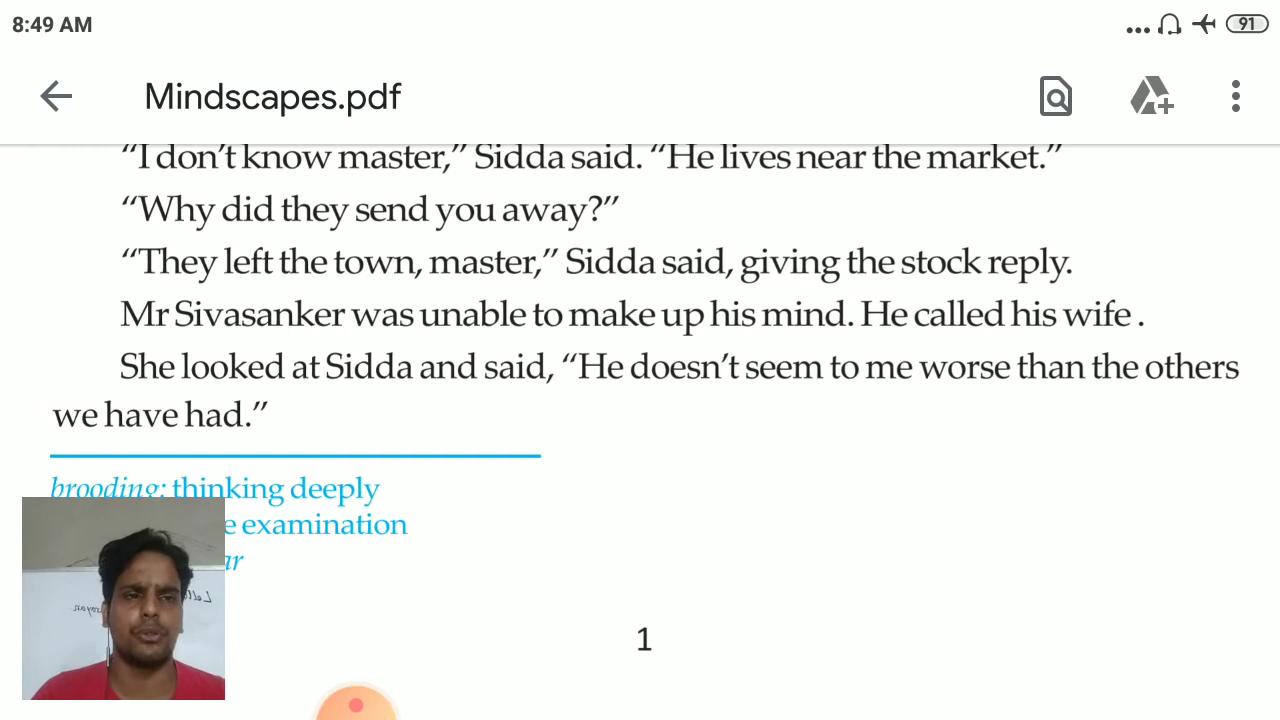 8:49 AM
91
Mindscapes.pdf
“I don’t know master,” Sidda said. “He lives near the market.”
“Why did they send you away?”
“They left the town, master,” Sidda said, giving the stock reply.
Mr Sivasanker was unable to make up his mind. He called his wife .
She looked at Sidda and said, “He doesn’t seem to me worse than the others
we have had.”
brooding: thinking deeply
examination
1